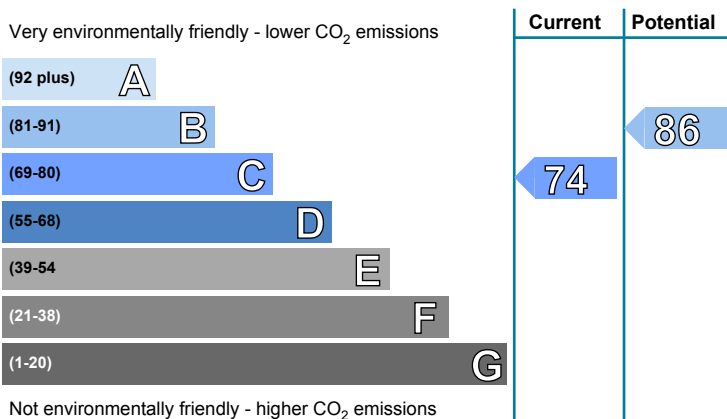 Current Potential
Very environmentally friendly - lower CO2 emissions
(92 plus) A
(81-91) B 86
(69-80) C 74
(55-68) D
(39-54 E
(21-38) F
(1-20) G
Not environmentally friendly - higher CO2 emissions